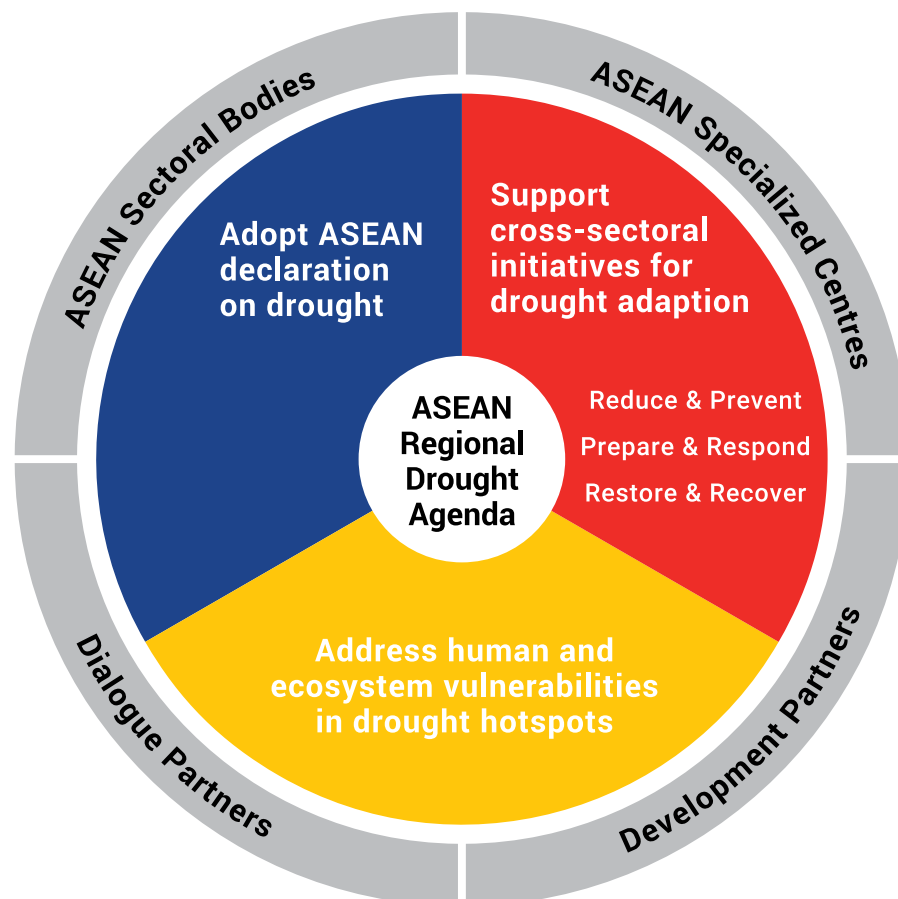 ASEAN Sectoral Bodies
ASEAN Specialized Centres
Adopt ASEAN
declaration
on drought
Support
cross-sectoral
initiatives for
drought adaption
Reduce & Prevent
Prepare & Respond
Restore & Recover
ASEAN
Regional
Drought
Agenda
Address human and
ecosystem vulnerabilities
in drought hotspots
Dialogue Partners
Development Partners